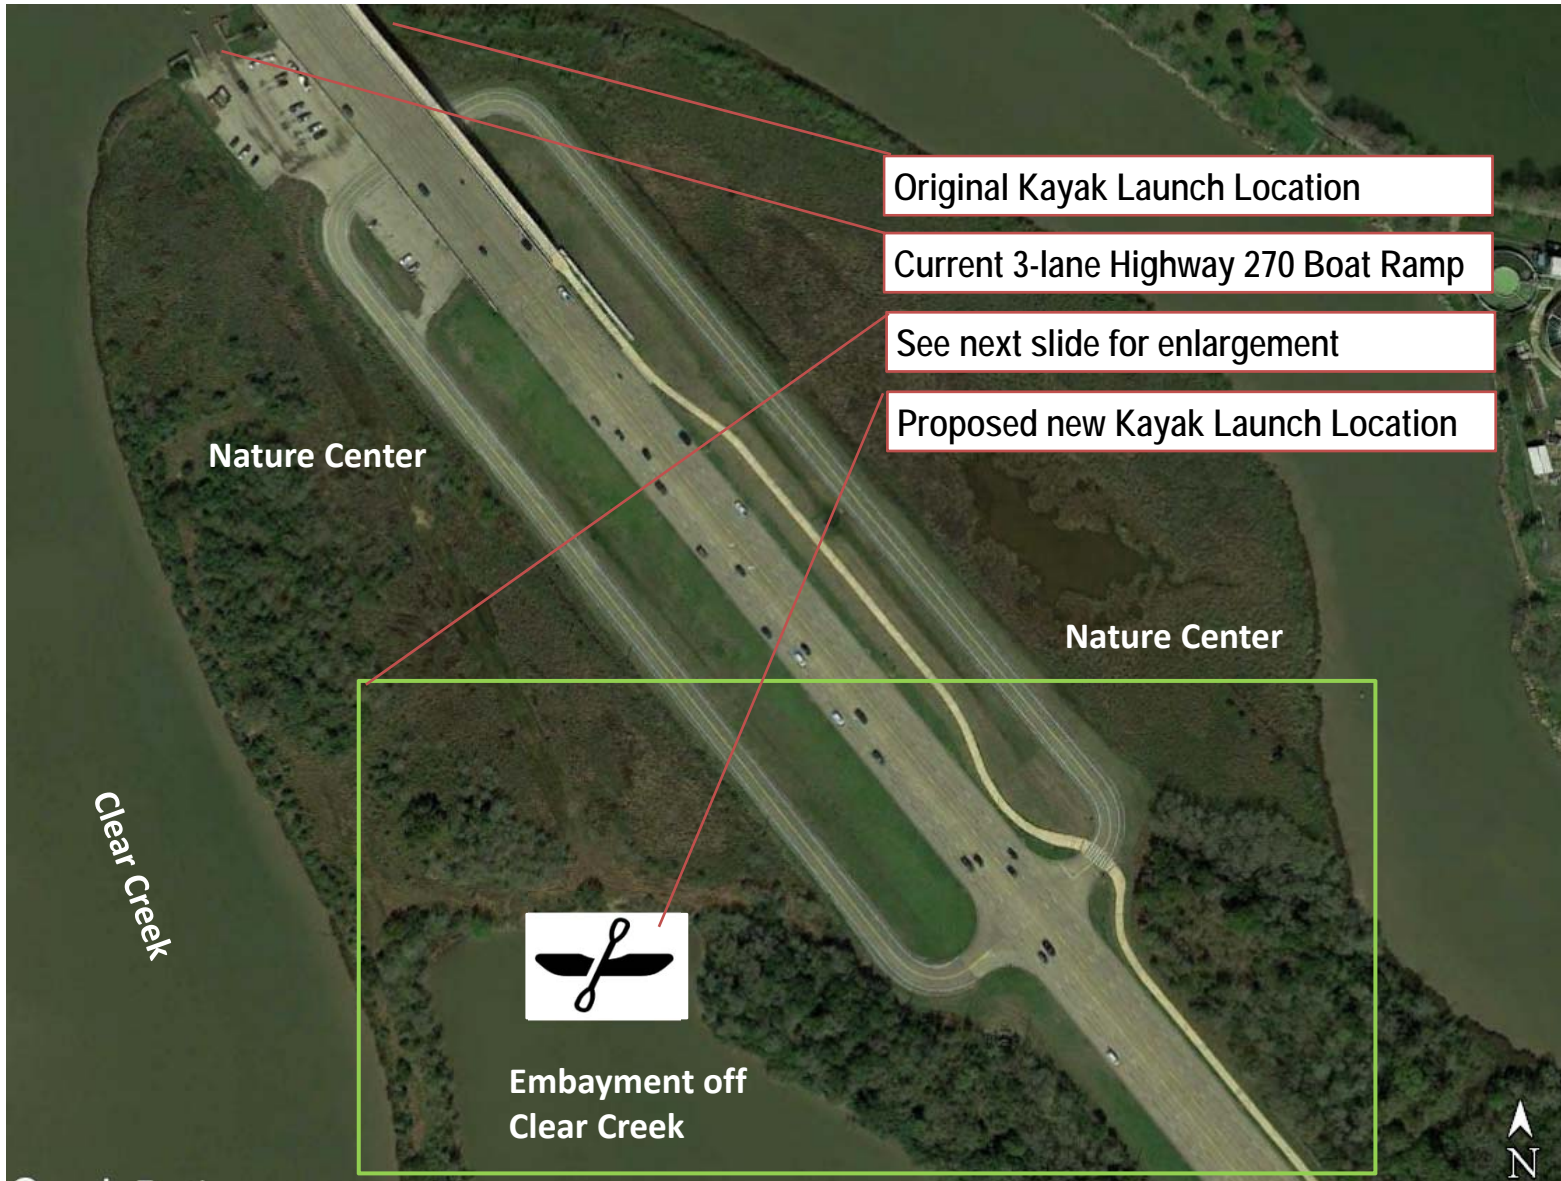 Original Kayak Launch Location
Current 3-lane Highway 270 Boat Ramp
See next slide for enlargement
Proposed new Kayak Launch Location
Nature Center
Nature Center
Clear Creek
Embayment off
Clear Creek
N